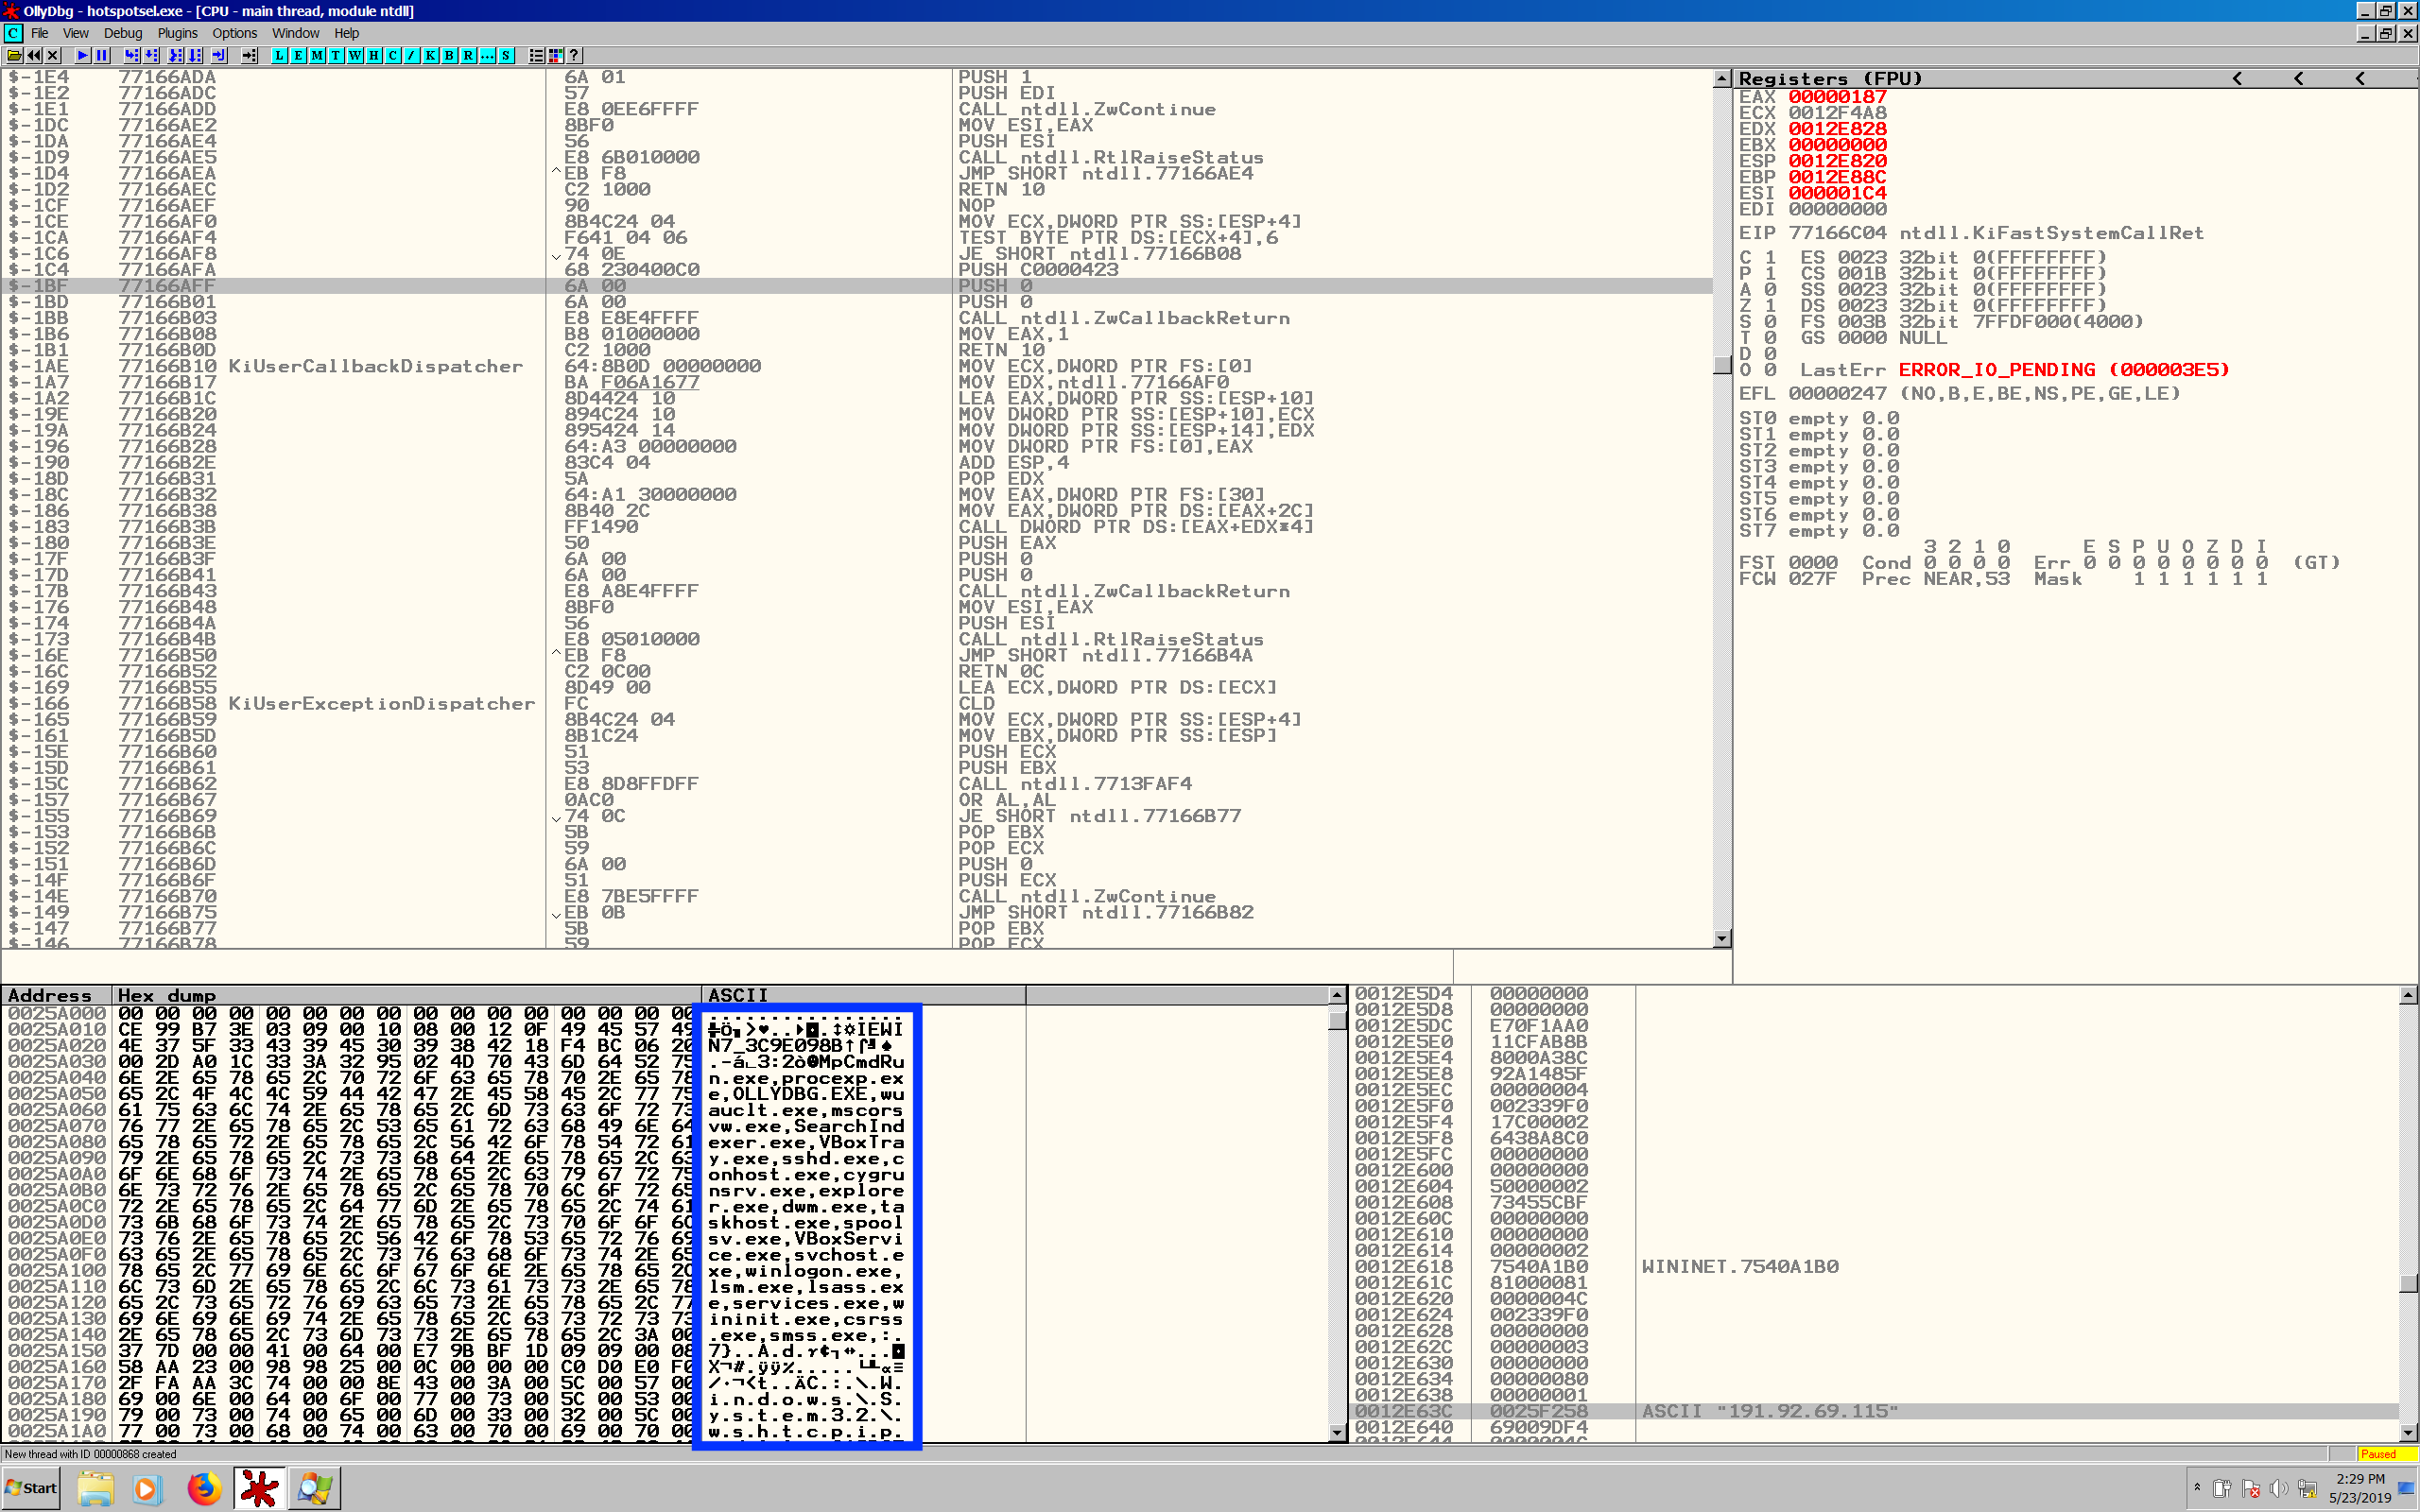 OllyDbg - hotspotsel.exe - [CPU - main thread, module ntdll]
C File View Debug Plugins Options Window Help
L E M T W H C / K B R ... S ?
$-1E4 77166ADA 6A 01 PUSH 1
$-1E2 77166ADC 57 PUSH EDI
$-1E1 77166ADD E8 0EE6FFFF CALL ntdll.ZwContinue
$-1DC 77166AE2 8BF0 MOV ESI,EAX
$-1DA 77166AE4 56 PUSH ESI
$-1D9 77166AE5 E8 6B010000 CALL ntdll.RtlRaiseStatus
$-1D4 77166AEA ^EB F8 JMP SHORT ntdll.77166AE4
$-1D2 77166AEC C2 1000 RETN 10
$-1CF 77166AEF 90 NOP
$-1CE 77166AF0 8B4C24 04 MOV ECX,DWORD PTR SS:[ESP+4]
$-1CA 77166AF4 F641 04 06 TEST BYTE PTR DS:[ECX+4],6
$-1C6 77166AF8 74 0E JE SHORT ntdll.77166B08
$-1C4 77166AFA 68 230400C0 PUSH C0000423
$-1BF 77166AFF 6A 00 PUSH 0
$-1BD 77166B01 6A 00 PUSH 0
$-1BB 77166B03 E8 E8E4FFFF CALL ntdll.ZwCallbackReturn
$-1B6 77166B08 B8 01000000 MOV EAX,1
$-1B1 77166B0D C2 1000 RETN 10
$-1AE 77166B10 KiUserCallbackDispatcher 64:8B0D 00000000 MOV ECX,DWORD PTR FS:[0]
$-1A7 77166B17 BA F06A1677 MOV EDX,ntdll.77166AF0
$-1A2 77166B1C 8D4424 10 LEA EAX,DWORD PTR SS:[ESP+10]
$-19E 77166B20 894C24 10 MOV DWORD PTR SS:[ESP+10],ECX
$-19A 77166B24 895424 14 MOV DWORD PTR SS:[ESP+14],EDX
$-196 77166B28 64:A3 00000000 MOV DWORD PTR FS:[0],EAX
$-190 77166B2E 83C4 04 ADD ESP,4
$-18D 77166B31 5A POP EDX
$-18C 77166B32 64:A1 30000000 MOV EAX,DWORD PTR FS:[30]
$-186 77166B38 8B40 2C MOV EAX,DWORD PTR DS:[EAX+2C]
$-183 77166B3B FF1490 CALL DWORD PTR DS:[EAX+EDX*4]
$-180 77166B3E 50 PUSH EAX
$-17F 77166B3F 6A 00 PUSH 0
$-17D 77166B41 6A 00 PUSH 0
$-17B 77166B43 E8 A8E4FFFF CALL ntdll.ZwCallbackReturn
$-176 77166B48 8BF0 MOV ESI,EAX
$-174 77166B4A 56 PUSH ESI
$-173 77166B4B E8 05010000 CALL ntdll.RtlRaiseStatus
$-16E 77166B50 ^EB F8 JMP SHORT ntdll.77166B4A
$-16C 77166B52 C2 0C00 RETN 0C
$-169 77166B55 8D49 00 LEA ECX,DWORD PTR DS:[ECX]
$-166 77166B58 KiUserExceptionDispatcher FC CLD
$-165 77166B59 8B4C24 04 MOV ECX,DWORD PTR SS:[ESP+4]
$-161 77166B5D 8B1C24 MOV EBX,DWORD PTR SS:[ESP]
$-15E 77166B60 51 PUSH ECX
$-15D 77166B61 53 PUSH EBX
$-15C 77166B62 E8 8D8FFDFF CALL ntdll.7713FAF4
$-157 77166B67 0AC0 OR AL,AL
$-155 77166B69 74 0C JE SHORT ntdll.77166B77
$-153 77166B6B 5B POP EBX
$-152 77166B6C 59 POP ECX
$-151 77166B6D 6A 00 PUSH 0
$-14F 77166B6F 51 PUSH ECX
$-14E 77166B70 E8 7BE5FFFF CALL ntdll.ZwContinue
$-149 77166B75 EB 0B JMP SHORT ntdll.77166B82
$-147 77166B77 5B POP EBX
$-146 77166B78 59 POP ECX
Registers (FPU) < < <
EAX 00000187
ECX 0012F4A8
EDX 0012E828
EBX 00000000
ESP 0012E820
EBP 0012E88C
ESI 000001C4
EDI 00000000
EIP 77166C04 ntdll.KiFastSystemCallRet
C 1 ES 0023 32bit 0(FFFFFFFF)
P 1 CS 001B 32bit 0(FFFFFFFF)
A 0 SS 0023 32bit 0(FFFFFFFF)
Z 1 DS 0023 32bit 0(FFFFFFFF)
S 0 FS 003B 32bit 7FFDF000(4000)
T 0 GS 0000 NULL
D 0
O 0 LastErr ERROR_IO_PENDING (000003E5)
EFL 00000247 (NO,B,E,BE,NS,PE,GE,LE)
ST0 empty 0.0
ST1 empty 0.0
ST2 empty 0.0
ST3 empty 0.0
ST4 empty 0.0
ST5 empty 0.0
ST6 empty 0.0
ST7 empty 0.0
3 2 1 0 E S P U O Z D I
FST 0000 Cond 0 0 0 0 Err 0 0 0 0 0 0 0 0 (GT)
FCW 027F Prec NEAR,53 Mask 1 1 1 1 1 1
Address Hex dump ASCII
0025A000 00 00 00 00 00 00 00 00 00 00 00 00 00 00 00 00 ................
0025A010 CE 99 B7 3E 03 09 00 10 08 00 12 0F 49 45 57 49 ╬Ö╖>♥..►◘.↕☼IEWI
0025A020 4E 37 5F 33 43 39 45 30 39 38 42 18 F4 BC 06 20 N7_3C9E098B↑⌠╝♠
0025A030 00 2D A0 1C 33 3A 32 95 02 4D 70 43 6D 64 52 75 .-á∟3:2ò☻MpCmdRu
0025A040 6E 2E 65 78 65 2C 70 72 6F 63 65 78 70 2E 65 78 n.exe,procexp.ex
0025A050 65 2C 4F 4C 4C 59 44 42 47 2E 45 58 45 2C 77 75 e,OLLYDBG.EXE,wu
0025A060 61 75 63 6C 74 2E 65 78 65 2C 6D 73 63 6F 72 73 auclt.exe,mscors
0025A070 76 77 2E 65 78 65 2C 53 65 61 72 63 68 49 6E 64 vw.exe,SearchInd
0025A080 65 78 65 72 2E 65 78 65 2C 56 42 6F 78 54 72 61 exer.exe,VBoxTra
0025A090 79 2E 65 78 65 2C 73 73 68 64 2E 65 78 65 2C 63 y.exe,sshd.exe,c
0025A0A0 6F 6E 68 6F 73 74 2E 65 78 65 2C 63 79 67 72 75 onhost.exe,cygru
0025A0B0 6E 73 72 76 2E 65 78 65 2C 65 78 70 6C 6F 72 65 nsrv.exe,explore
0025A0C0 72 2E 65 78 65 2C 64 77 6D 2E 65 78 65 2C 74 61 r.exe,dwm.exe,ta
0025A0D0 73 6B 68 6F 73 74 2E 65 78 65 2C 73 70 6F 6F 6C skhost.exe,spool
0025A0E0 73 76 2E 65 78 65 2C 56 42 6F 78 53 65 72 76 69 sv.exe,VBoxServi
0025A0F0 63 65 2E 65 78 65 2C 73 76 63 68 6F 73 74 2E 65 ce.exe,svchost.e
0025A100 78 65 2C 77 69 6E 6C 6F 67 6F 6E 2E 65 78 65 2C xe,winlogon.exe,
0025A110 6C 73 6D 2E 65 78 65 2C 6C 73 61 73 73 2E 65 78 lsm.exe,lsass.ex
0025A120 65 2C 73 65 72 76 69 63 65 73 2E 65 78 65 2C 77 e,services.exe,w
0025A130 69 6E 69 6E 69 74 2E 65 78 65 2C 63 73 72 73 73 ininit.exe,csrss
0025A140 2E 65 78 65 2C 73 6D 73 73 2E 65 78 65 2C 3A 00 .exe,smss.exe,:.
0025A150 37 7D 00 00 41 00 64 00 E7 9B BF 1D 09 09 00 08 7}..A.d.τ¢┐↔...◘
0025A160 58 AA 23 00 98 98 25 00 0C 00 00 00 C0 D0 E0 F0 X¬#.ÿÿ%.....└╨α≡
0025A170 2F FA AA 3C 74 00 00 8E 43 00 3A 00 5C 00 57 00 /·¬<t..ÄC.:.\.W.
0025A180 69 00 6E 00 64 00 6F 00 77 00 73 00 5C 00 53 00 i.n.d.o.w.s.\.S.
0025A190 79 00 73 00 74 00 65 00 6D 00 33 00 32 00 5C 00 y.s.t.e.m.3.2.\.
0025A1A0 77 00 73 00 68 00 74 00 63 00 70 00 69 00 70 00 w.s.h.t.c.p.i.p.
0012E5D4 00000000
0012E5D8 00000000
0012E5DC E70F1AA0
0012E5E0 11CFAB8B
0012E5E4 8000A38C
0012E5E8 92A1485F
0012E5EC 00000004
0012E5F0 002339F0
0012E5F4 17C00002
0012E5F8 6438A8C0
0012E5FC 00000000
0012E600 00000000
0012E604 50000002
0012E608 73455CBF
0012E60C 00000000
0012E610 00000000
0012E614 00000002
0012E618 7540A1B0 WININET.7540A1B0
0012E61C 81000081
0012E620 0000004C
0012E624 002339F0
0012E628 00000000
0012E62C 00000003
0012E630 00000000
0012E634 00000080
0012E638 00000001
0012E63C 0025F258 ASCII "191.92.69.115"
0012E640 69009DF4
New thread with ID 00000868 created
Paused
Start
2:29 PM
5/23/2019